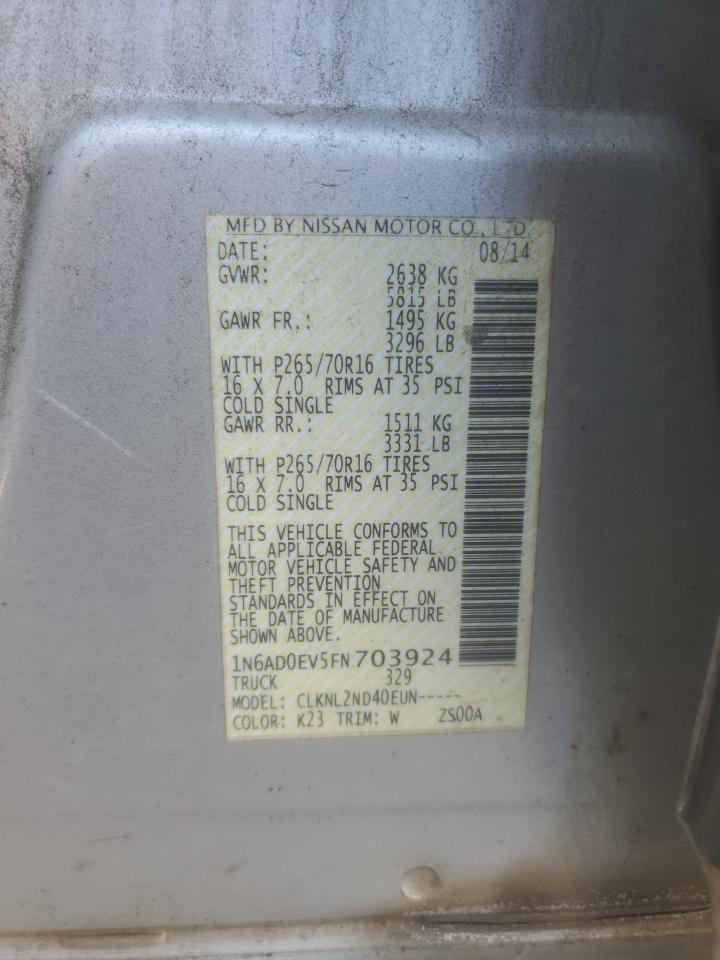 MFD BY NISSAN MOTOR CO., LTD.
DATE: 08/14
GVWR: 2638 KG
5815 LB
GAWR FR.: 1495 KG
3296 LB
WITH P265/70R16 TIRES
16 X 7.0 RIMS AT 35 PSI
COLD SINGLE
GAWR RR.: 1511 KG
3331 LB
WITH P265/70R16 TIRES
16 X 7.0 RIMS AT 35 PSI
COLD SINGLE
THIS VEHICLE CONFORMS TO
ALL APPLICABLE FEDERAL
MOTOR VEHICLE SAFETY AND
THEFT PREVENTION
STANDARDS IN EFFECT ON
THE DATE OF MANUFACTURE
SHOWN ABOVE.
1N6AD0EV5FN703924
TRUCK 329
MODEL: CLKNL2ND40EUN-----
COLOR: K23 TRIM: W ZS00A